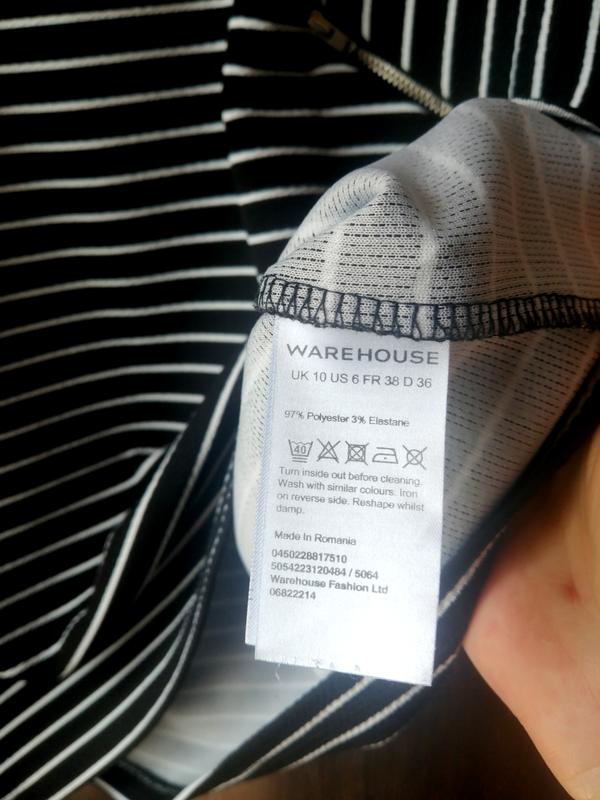 WAREHOUSE
UK 10 US 6 FR 38 D 36
97% Polyester 3% Elastane
40
Turn inside out before cleaning.
Wash with similar colours. Iron
on reverse side. Reshape whilst
damp.
Made In Romania
0450228817510
5054223120484 / 5064
Warehouse Fashion Ltd
06822214